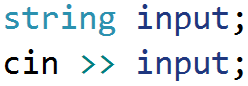 string input;
cin >> input;